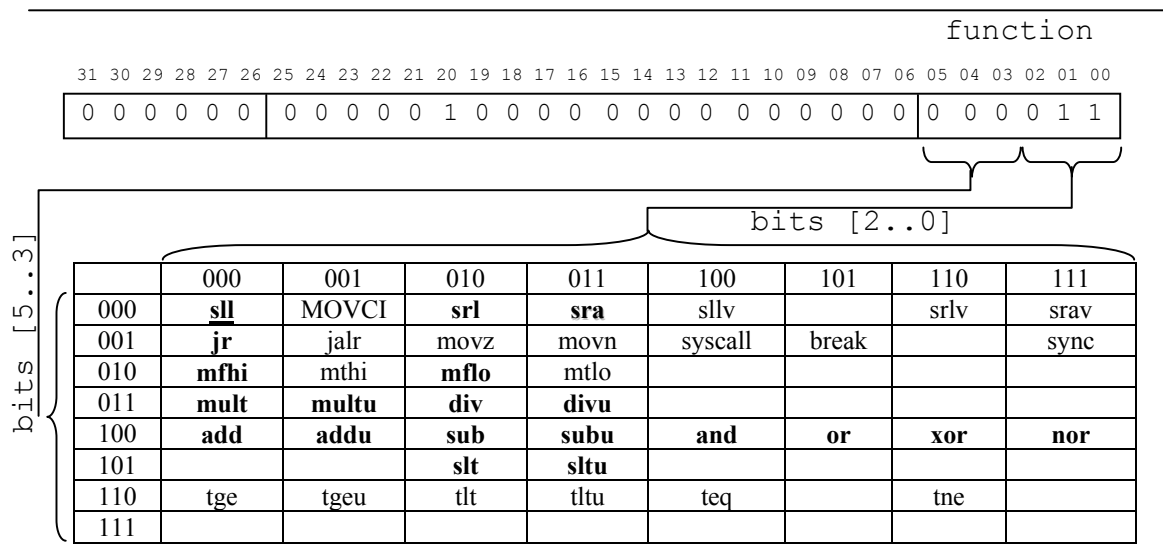 function
31 30 29 28 27 26 25 24 23 22 21 20 19 18 17 16 15 14 13 12 11 10 09 08 07 06 05 04 03 02 01 00
0 0 0 0 0 0 0 0 0 0 0 1 0 0 0 0 0 0 0 0 0 0 0 0 0 0 0 0 0 0 1 1
bits [2..0]
bits [5..3]
000 001 010 011 100 101 110 111
000 sll MOVCI srl sra sllv srlv srav
001 jr jalr movz movn syscall break sync
010 mfhi mthi mflo mtlo
011 mult multu div divu
100 add addu sub subu and or xor nor
101 slt sltu
110 tge tgeu tlt tltu teq tne
111